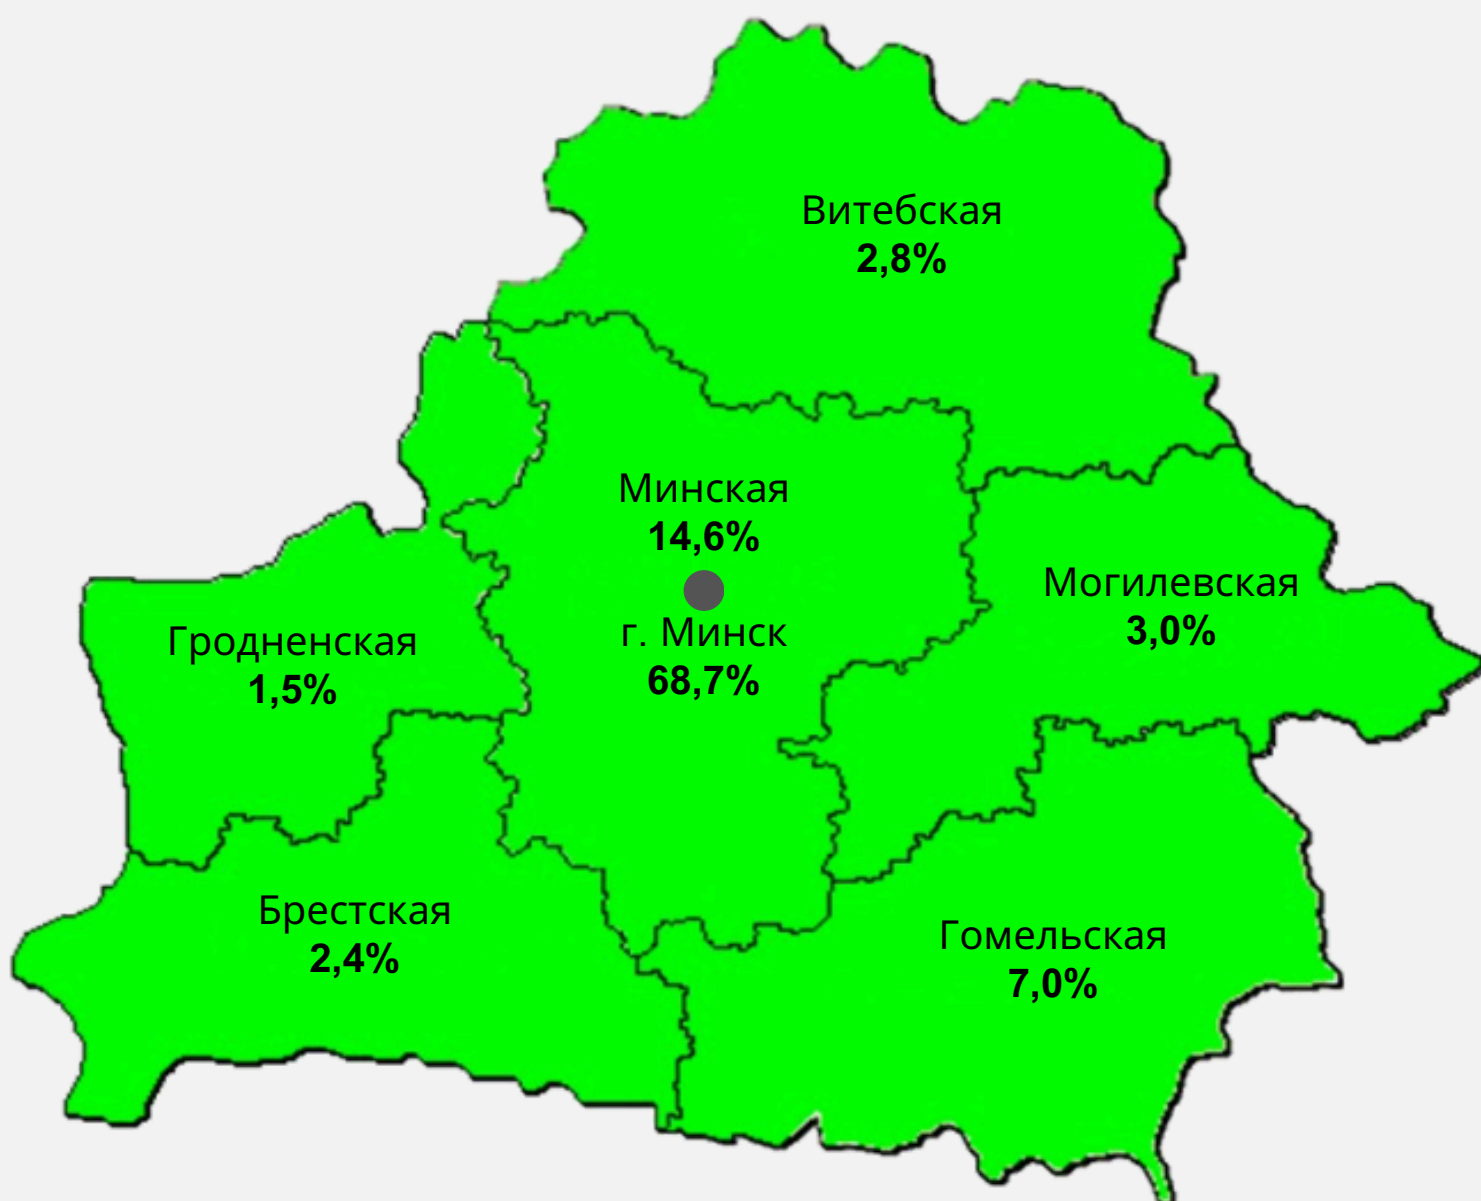 Витебская
2,8%
Минская
14,6%
г. Минск
68,7%
Могилевская
3,0%
Гродненская
1,5%
Брестская
2,4%
Гомельская
7,0%